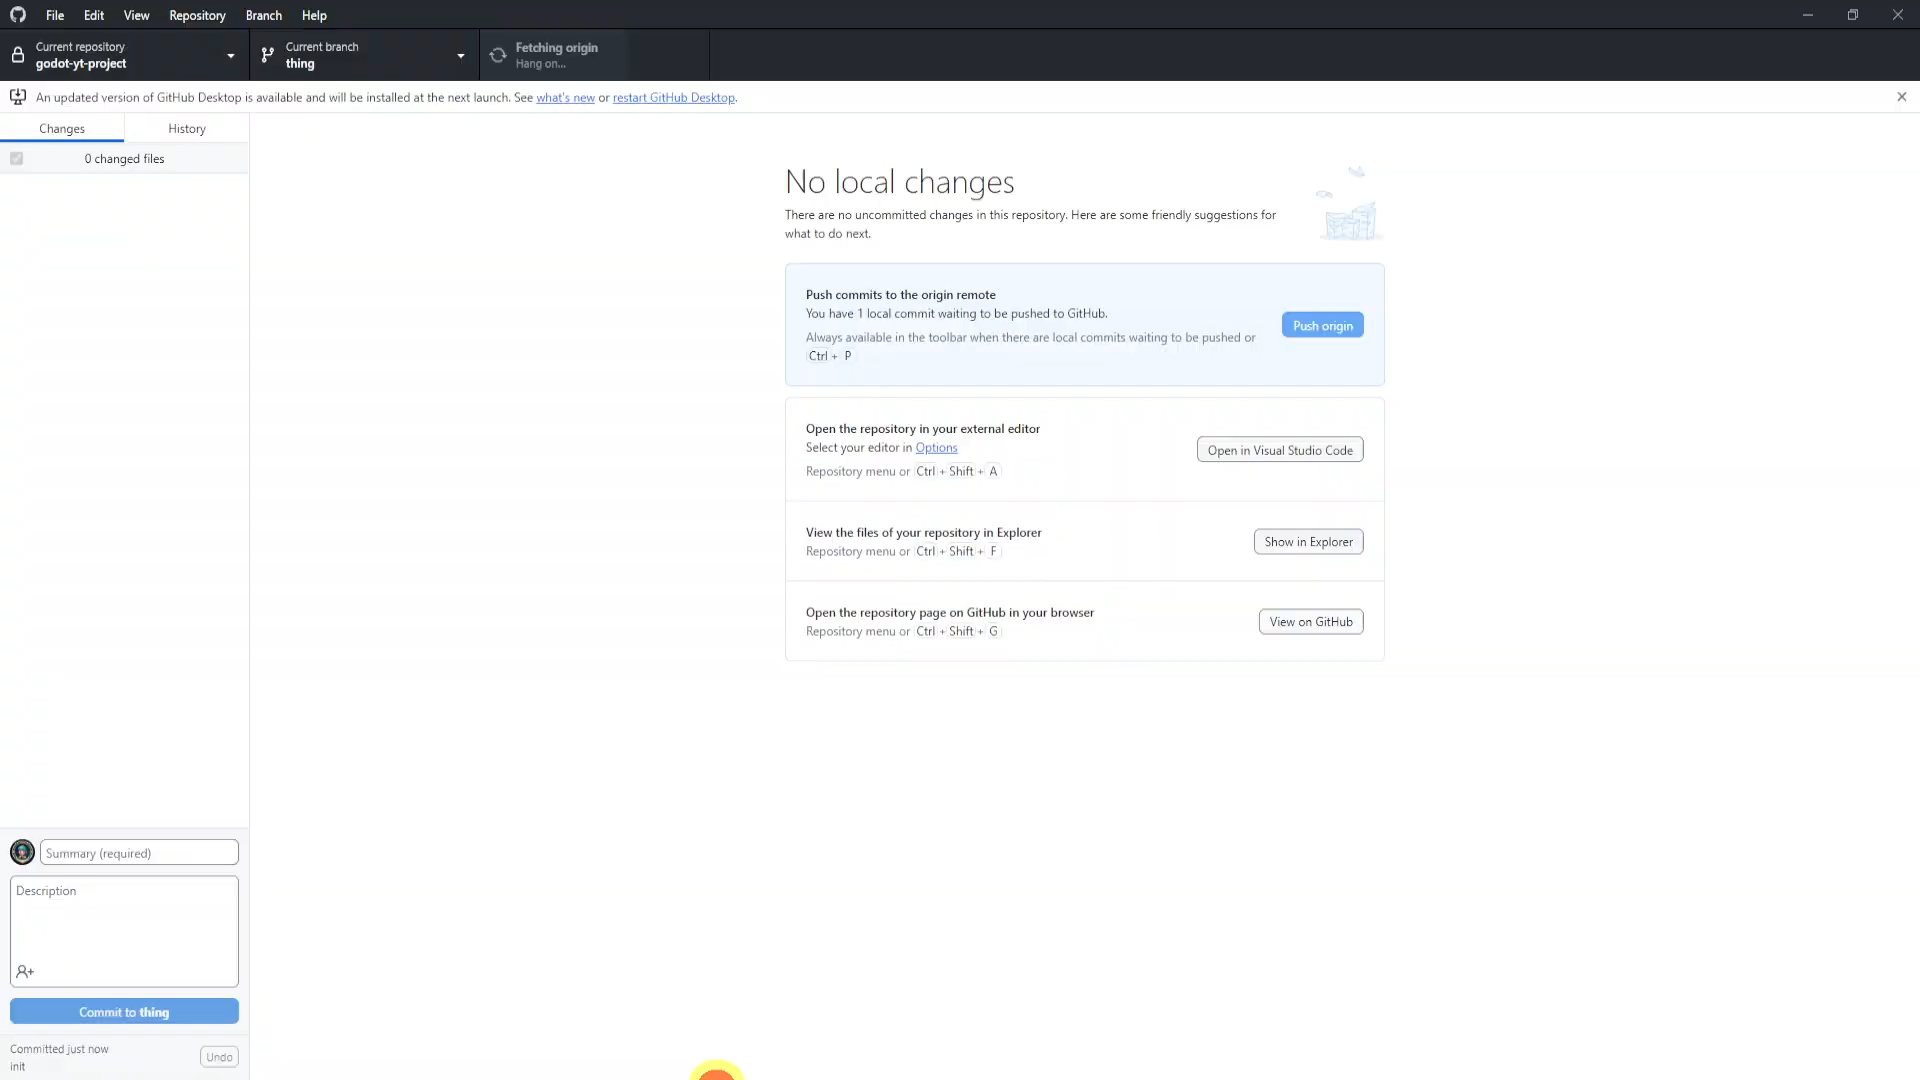 File Edit View Repository Branch Help
Current repository
godot-yt-project
Current branch
thing
Fetching origin
Hang on...
An updated version of GitHub Desktop is available and will be installed at the next launch. See what's new or restart GitHub Desktop.
Changes History
0 changed files
No local changes
There are no uncommitted changes in this repository. Here are some friendly suggestions for
what to do next.
Push commits to the origin remote
You have 1 local commit waiting to be pushed to GitHub.
Always available in the toolbar when there are local commits waiting to be pushed or
Ctrl + P
Push origin
Open the repository in your external editor
Select your editor in Options
Repository menu or Ctrl + Shift + A
Open in Visual Studio Code
View the files of your repository in Explorer
Repository menu or Ctrl + Shift + F
Show in Explorer
Open the repository page on GitHub in your browser
Repository menu or Ctrl + Shift + G
View on GitHub
Summary (required)
Description
Commit to thing
Committed just now
init
Undo